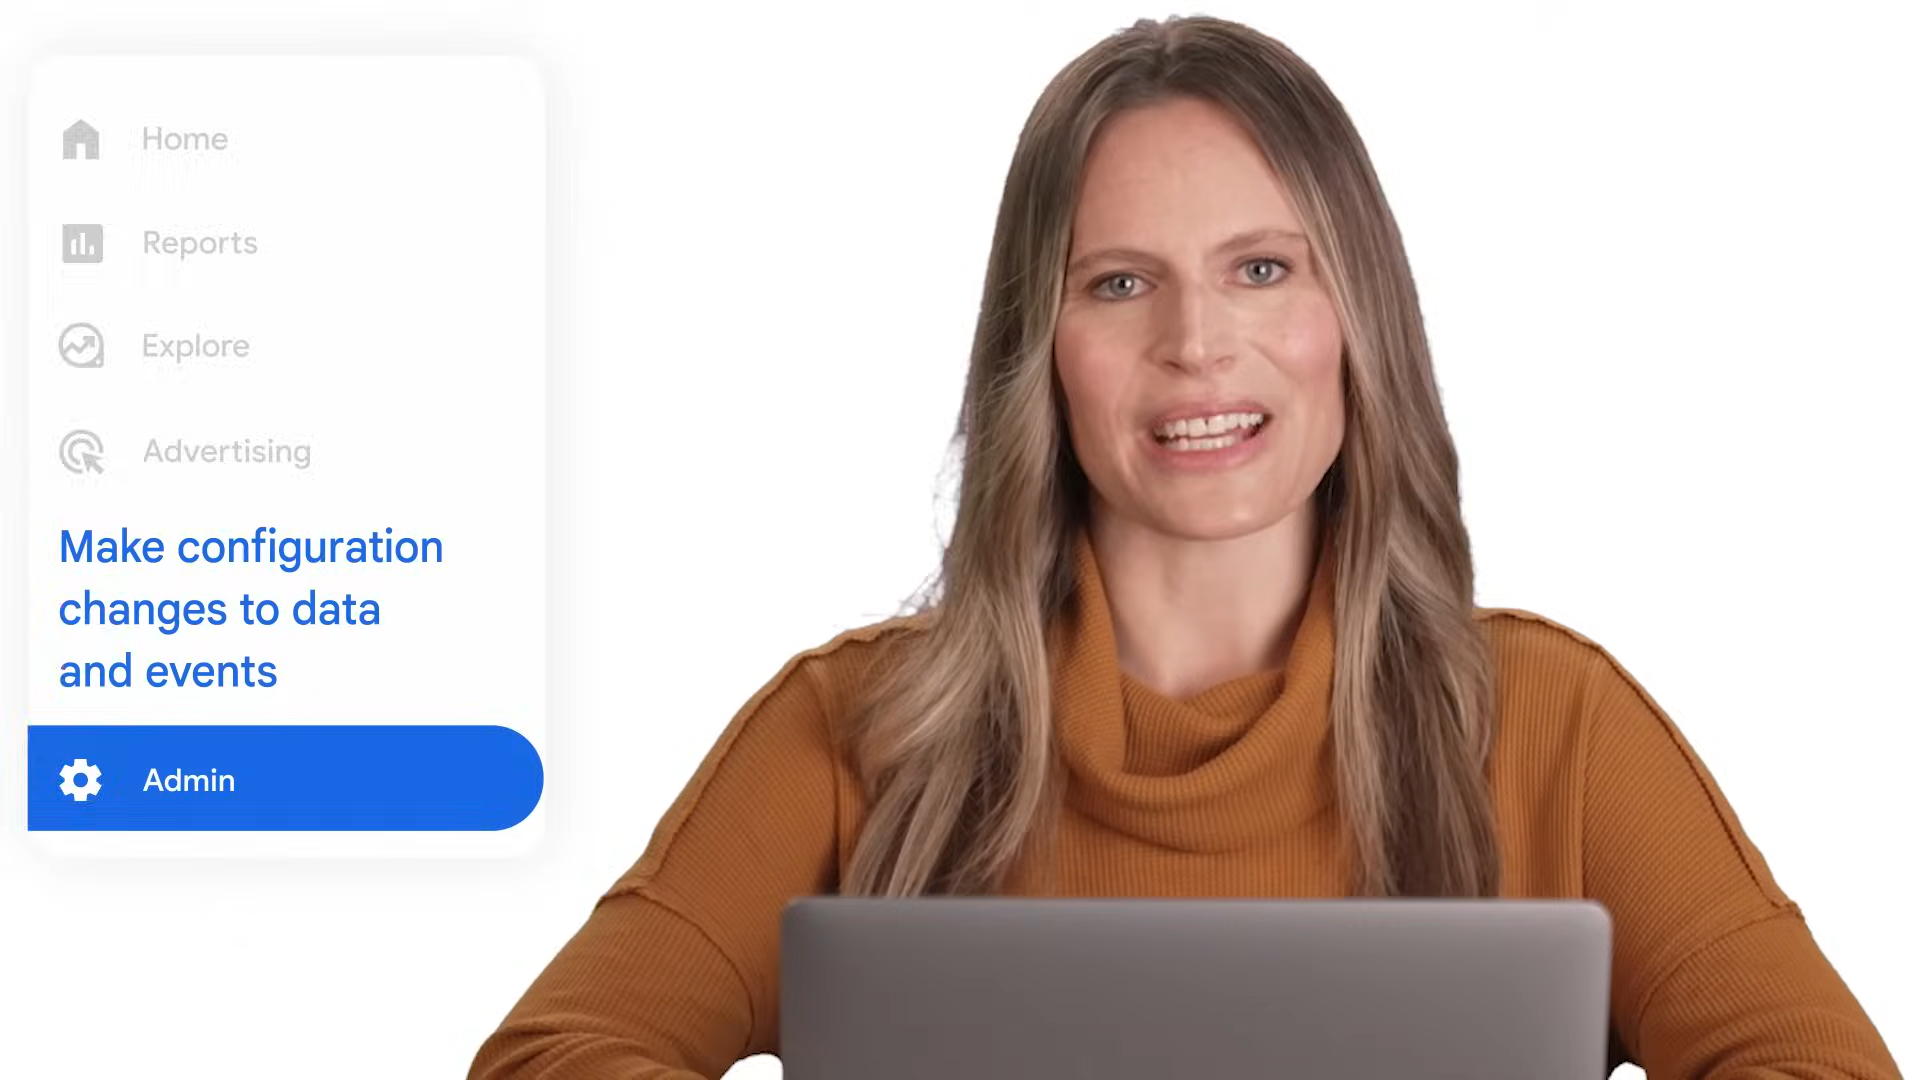 Home
Reports
Explore
Advertising
Make configuration
changes to data
and events
Admin